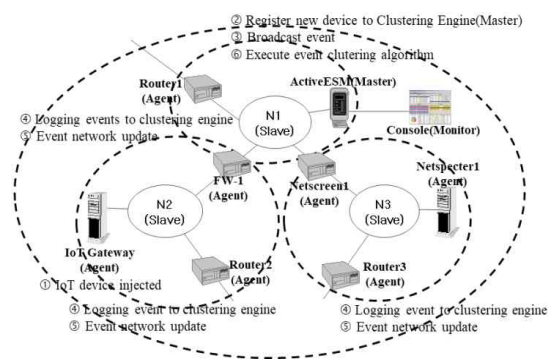 ② Register new device to Clustering Engine(Master)
③ Broadcast event
⑥ Execute event clutering algorithm
Router1
(Agent)
ActiveESM(Master)
N1
(Slave)
Console(Monitor)
④ Logging events to clustering engine
⑤ Event network update
FW-1
(Agent)
Netscreen1
(Agent)
Netspecter1
(Agent)
N2
(Slave)
N3
(Slave)
IoT Gateway
(Agent)
Router2
(Agent)
Router3
(Agent)
① IoT device injected
④ Logging event to clustering engine
⑤ Event network update
④ Logging event to clustering engine
⑤ Event network update